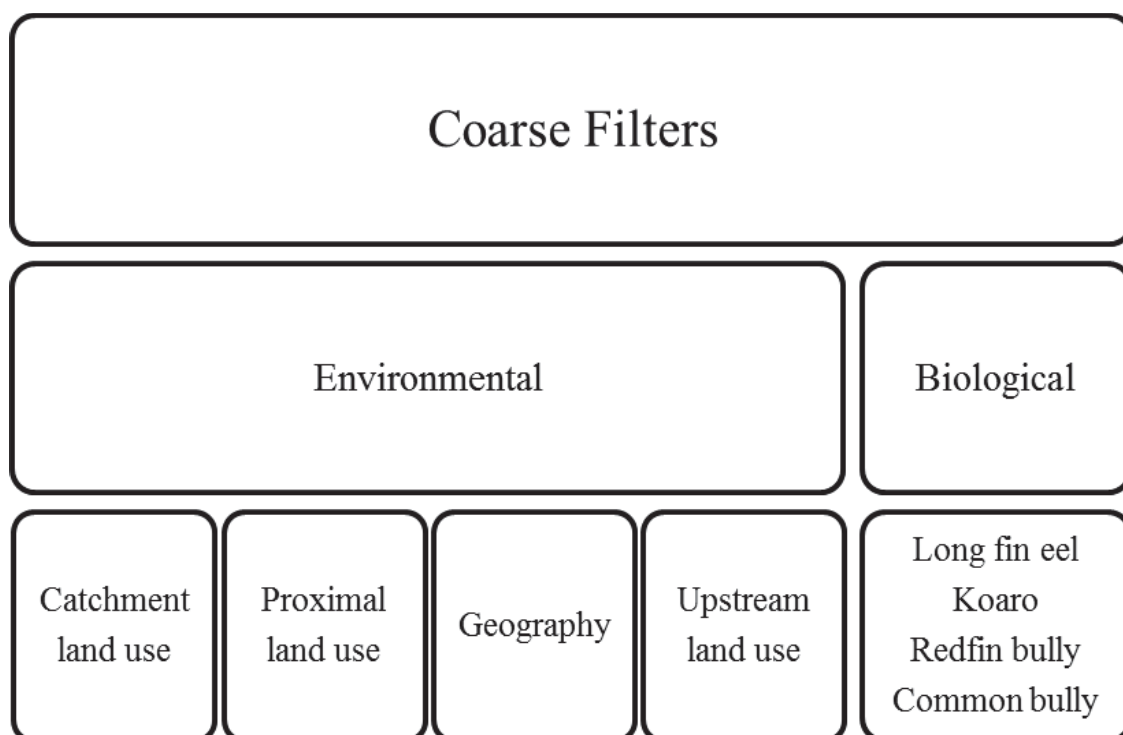 Coarse Filters
Environmental
Biological
Catchment
land use
Proximal
land use
Geography
Upstream
land use
Long fin eel
Koaro
Redfin bully
Common bully